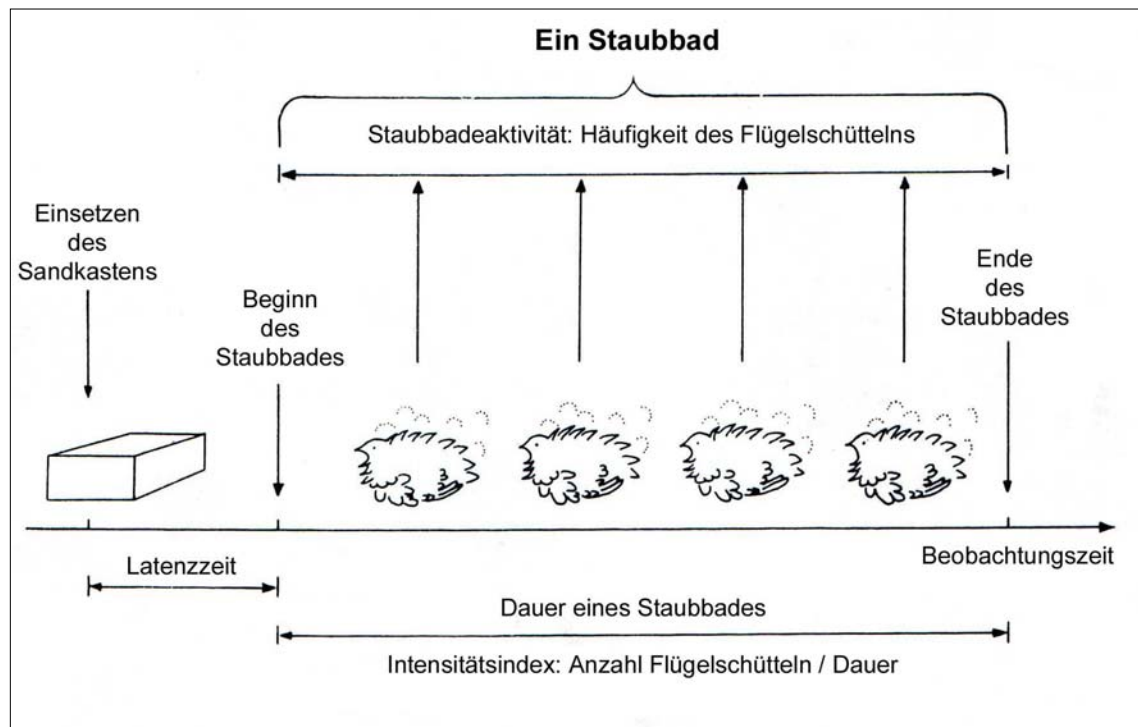 Ein Staubbad
Staubbadeaktivität: Häufigkeit des Flügelschüttelns
Einsetzen
des
Sandkastens
Beginn
des
Staubbades
Ende
des
Staubbades
Latenzzeit
Beobachtungszeit
Dauer eines Staubbades
Intensitätsindex: Anzahl Flügelschütteln / Dauer